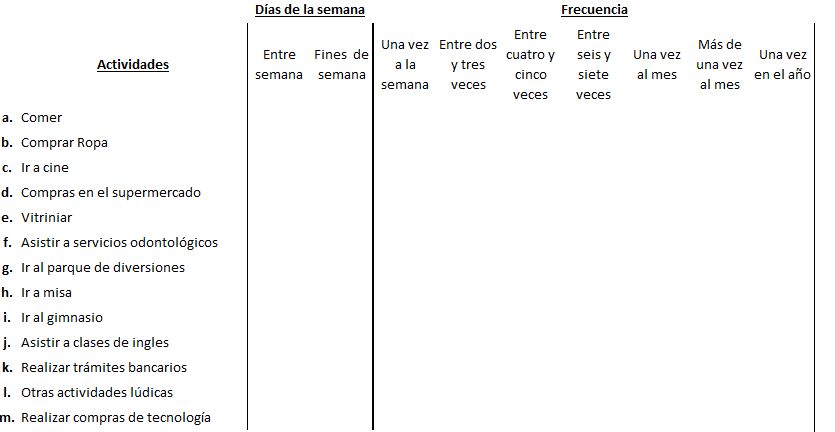 Días de la semana Frecuencia
Actividades
Entre semana
Fines de semana
Una vez a la semana
Entre dos y tres veces
Entre cuatro y cinco veces
Entre seis y siete veces
Una vez al mes
Más de una vez al mes
Una vez en el año
a. Comer
b. Comprar Ropa
c. Ir a cine
d. Compras en el supermercado
e. Vitriniar
f. Asistir a servicios odontológicos
g. Ir al parque de diversiones
h. Ir a misa
i. Ir al gimnasio
j. Asistir a clases de ingles
k. Realizar trámites bancarios
l. Otras actividades lúdicas
m. Realizar compras de tecnología